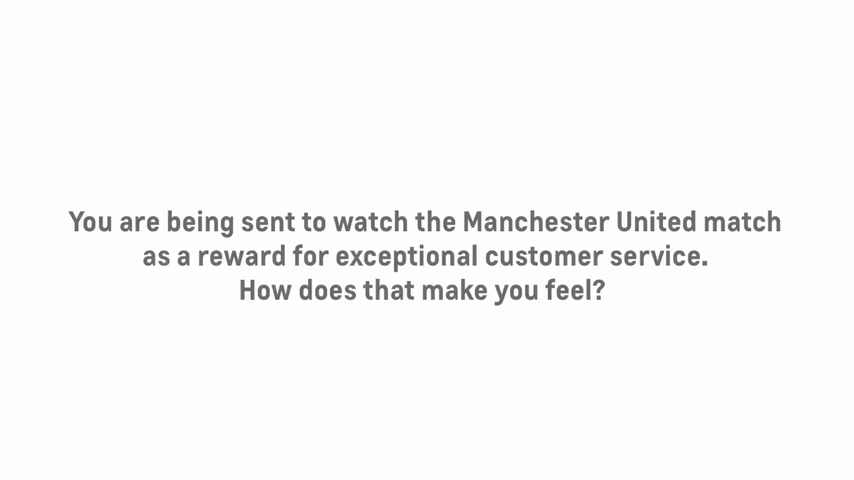 You are being sent to watch the Manchester United match
as a reward for exceptional customer service.
How does that make you feel?